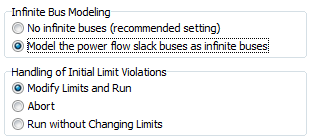 Infinite Bus Modeling
No infinite buses (recommended setting)
Model the power flow slack buses as infinite buses
Handling of Initial Limit Violations
Modify Limits and Run
Abort
Run without Changing Limits